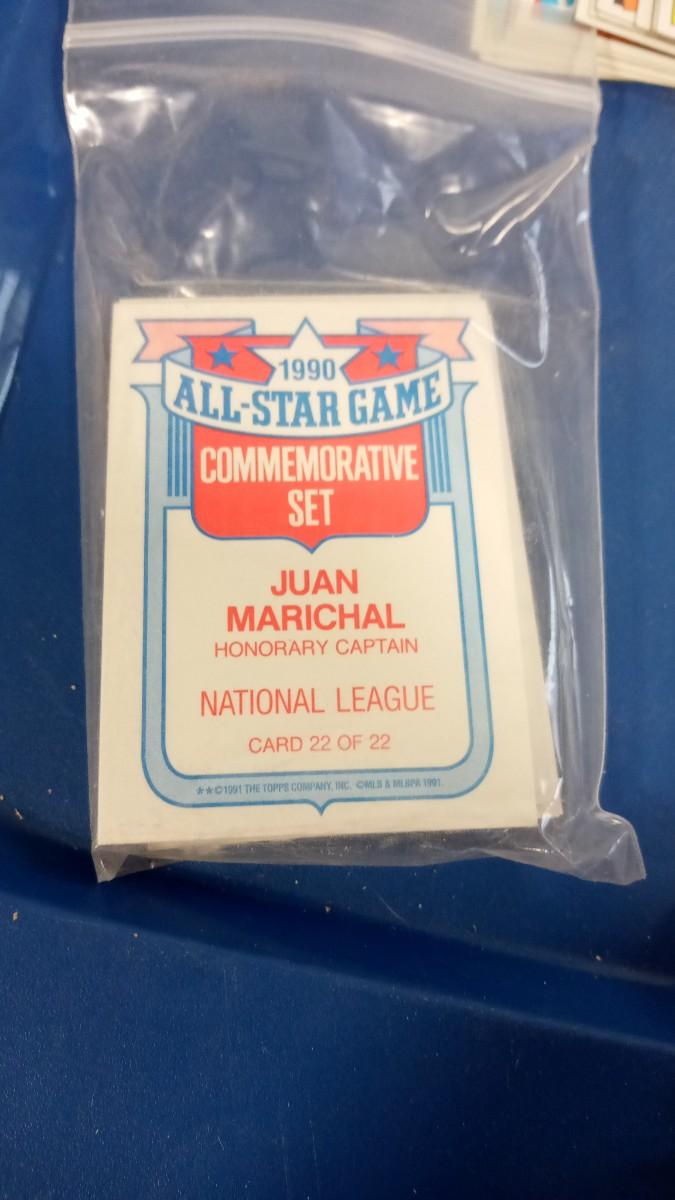 1990
ALL-STAR GAME
COMMEMORATIVE
SET
JUAN
MARICHAL
HONORARY CAPTAIN
NATIONAL LEAGUE
CARD 22 OF 22
**©1991 THE TOPPS COMPANY, INC. ©MLB & MLBPA 1991.